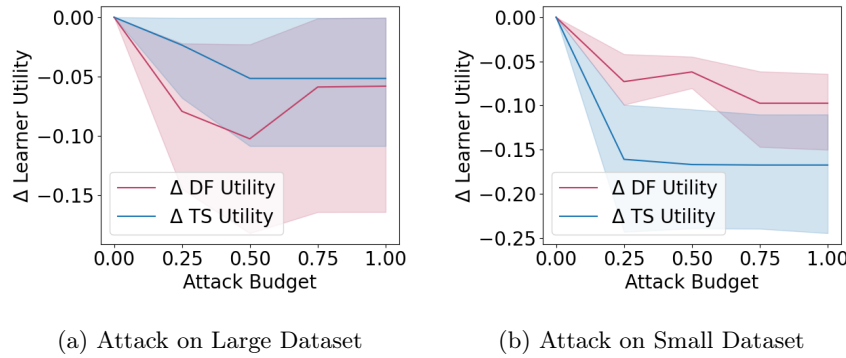 0.00
−0.05
−0.10
−0.15
Δ Learner Utility
Δ DF Utility
Δ TS Utility
0.00 0.25 0.50 0.75 1.00
Attack Budget
(a) Attack on Large Dataset
0.00
−0.05
−0.10
−0.15
−0.20
−0.25
Δ Learner Utility
Δ DF Utility
Δ TS Utility
0.00 0.25 0.50 0.75 1.00
Attack Budget
(b) Attack on Small Dataset